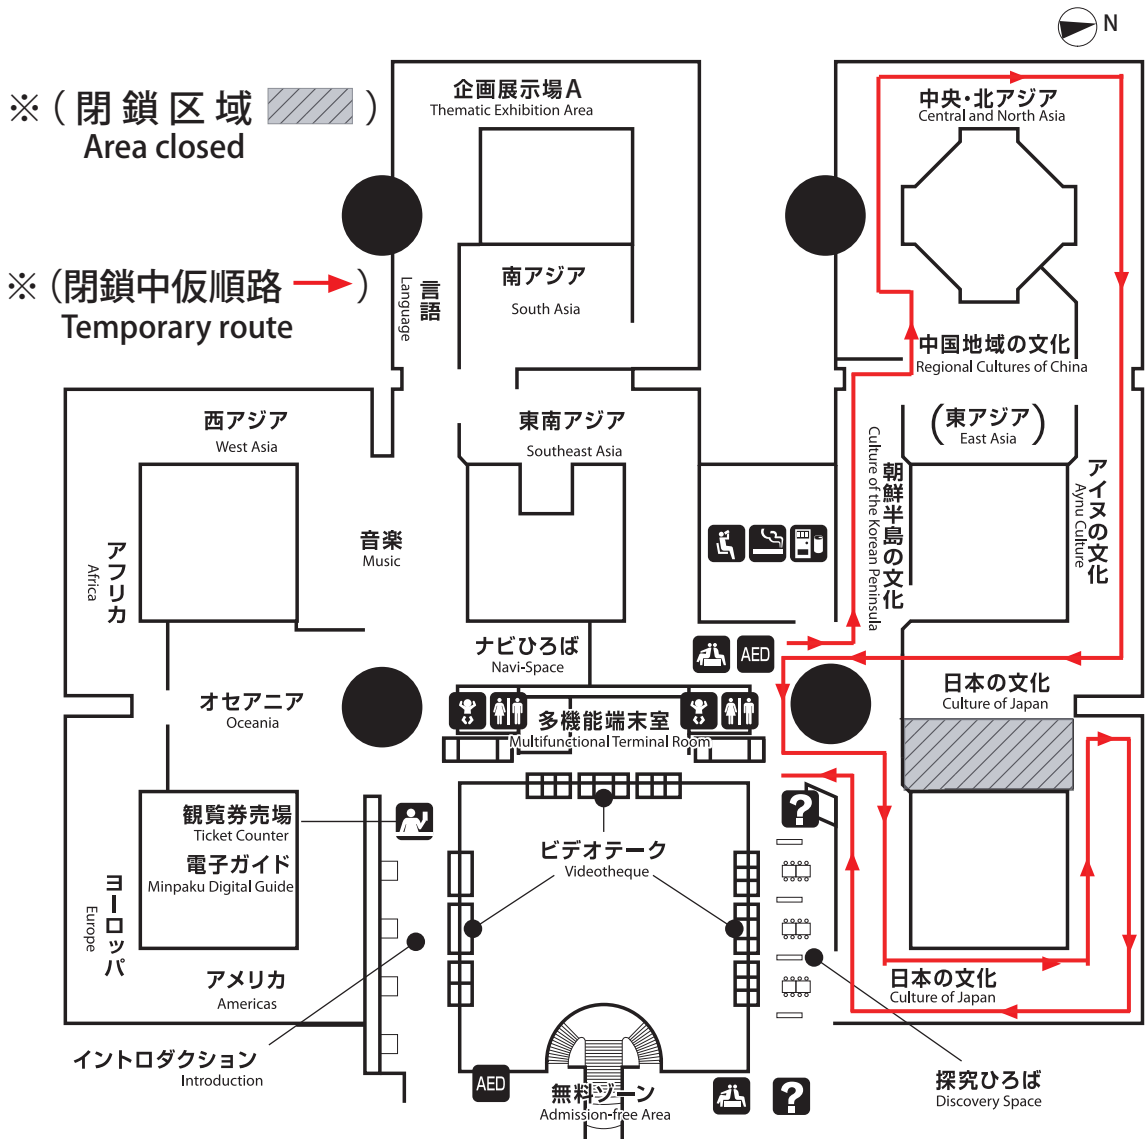 N
※（閉鎖区域　）
Area closed
※（閉鎖中仮順路　）
Temporary route
企画展示場A
Thematic Exhibition Area
中央・北アジア
Central and North Asia
言語
Language
南アジア
South Asia
中国地域の文化
Regional Cultures of China
西アジア
West Asia
東南アジア
Southeast Asia
（東アジア）
East Asia
朝鮮半島の文化
Culture of the Korean Peninsula
アイヌの文化
Aynu Culture
アフリカ
Africa
音楽
Music
ナビひろば
Navi-Space
AED
オセアニア
Oceania
多機能端末室
Multifunctional Terminal Room
日本の文化
Culture of Japan
観覧券売場
Ticket Counter
電子ガイド
Minpaku Digital Guide
?
ビデオテーク
Videotheque
ヨーロッパ
Europe
アメリカ
Americas
日本の文化
Culture of Japan
イントロダクション
Introduction
AED
無料ゾーン
Admission-free Area
?
探究ひろば
Discovery Space